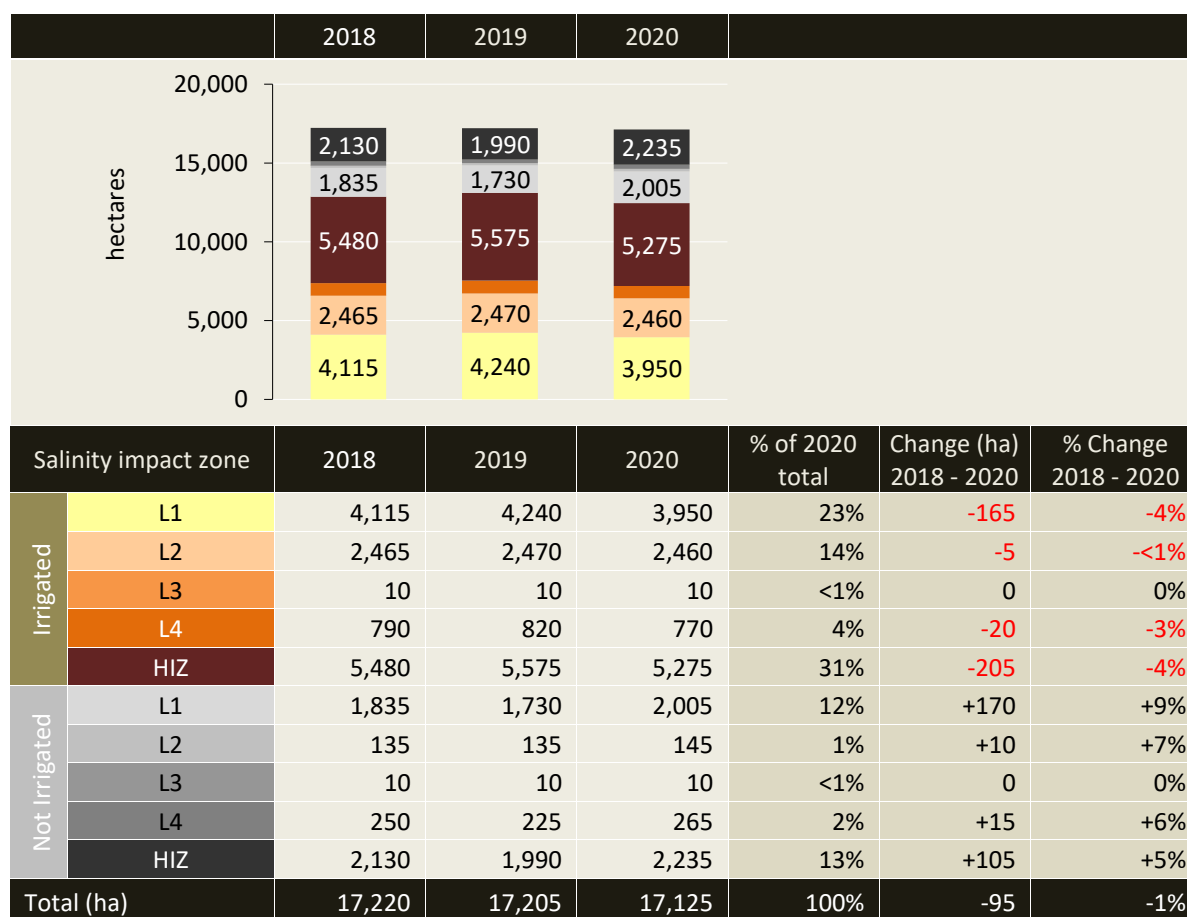 2018 2019 2020
20,000
15,000
10,000
5,000
0
hectares
2,130 1,990 2,235
1,835 1,730 2,005
5,480 5,575 5,275
2,465 2,470 2,460
4,115 4,240 3,950
Salinity impact zone 2018 2019 2020 % of 2020 total Change (ha) 2018 - 2020 % Change 2018 - 2020
Irrigated
L1 4,115 4,240 3,950 23% -165 -4%
L2 2,465 2,470 2,460 14% -5 -<1%
L3 10 10 10 <1% 0 0%
L4 790 820 770 4% -20 -3%
HIZ 5,480 5,575 5,275 31% -205 -4%
Not Irrigated
L1 1,835 1,730 2,005 12% +170 +9%
L2 135 135 145 1% +10 +7%
L3 10 10 10 <1% 0 0%
L4 250 225 265 2% +15 +6%
HIZ 2,130 1,990 2,235 13% +105 +5%
Total (ha) 17,220 17,205 17,125 100% -95 -1%